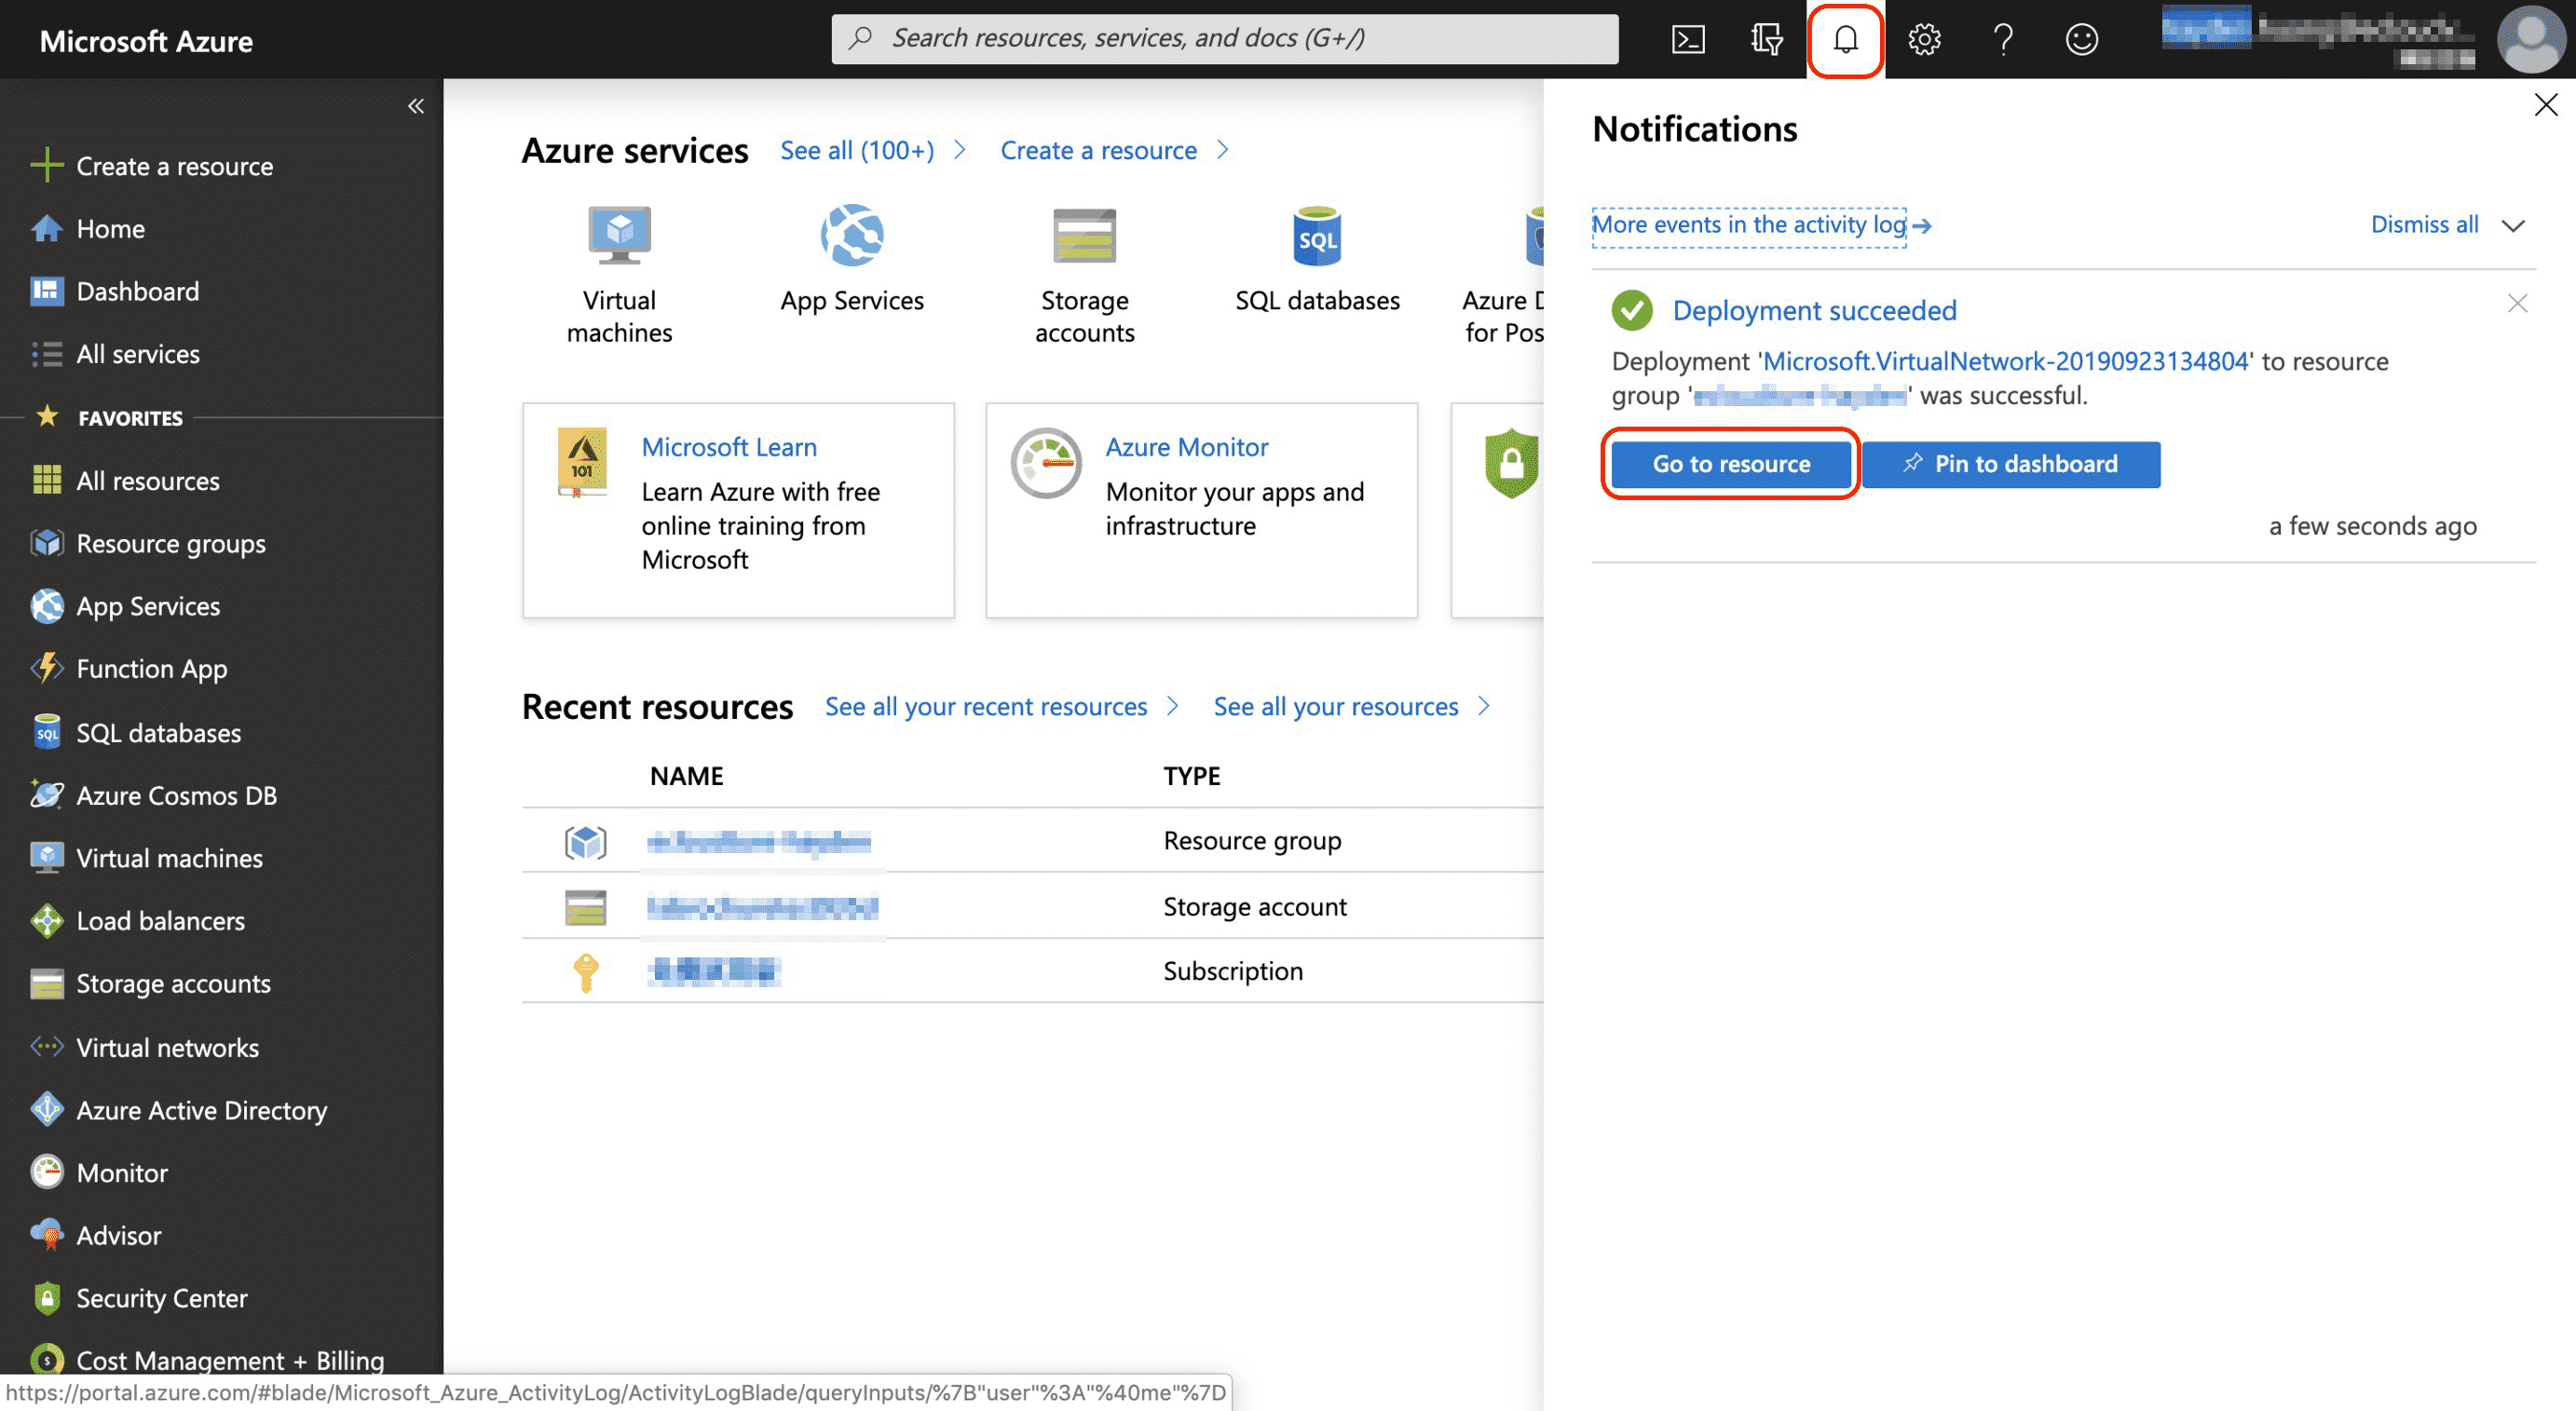 Microsoft Azure
Search resources, services, and docs (G+/)
Create a resource
Home
Dashboard
All services
FAVORITES
All resources
Resource groups
App Services
Function App
SQL
SQL databases
Azure Cosmos DB
Virtual machines
Load balancers
Storage accounts
Virtual networks
Azure Active Directory
Monitor
Advisor
Security Center
Cost Management + Billing
Azure services
See all (100+)
Create a resource
Virtual
machines
App Services
Storage
accounts
SQL
SQL databases
Azure D
for Pos
101
Microsoft Learn
Learn Azure with free
online training from
Microsoft
Azure Monitor
Monitor your apps and
infrastructure
Recent resources
See all your recent resources
See all your resources
NAME TYPE
Resource group
Storage account
Subscription
Notifications
More events in the activity log
Dismiss all
Deployment succeeded
Deployment 'Microsoft.VirtualNetwork-20190923134804' to resource
group ' ' was successful.
Go to resource
Pin to dashboard
a few seconds ago
https://portal.azure.com/#blade/Microsoft_Azure_ActivityLog/ActivityLogBlade/queryInputs/%7B"user"%3A"%40me"%7D